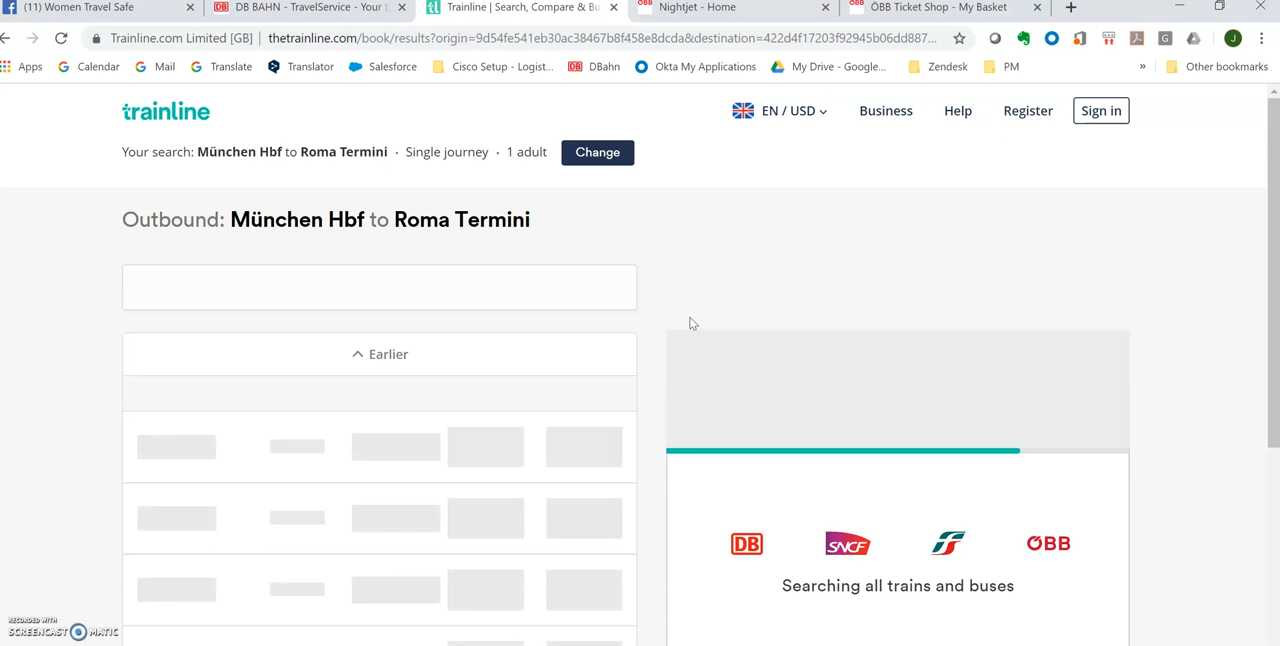 (11) Women Travel Safe
DB BAHN - TravelService - Your t
Trainline | Search, Compare & Bu
ÖBB Nightjet - Home
ÖBB ÖBB Ticket Shop - My Basket
Trainline.com Limited [GB] | thetrainline.com/book/results?origin=9d54fe541eb30ac38467b8f458e8dcda&destination=422d4f17203f92945b06dd887...
Apps Calendar Mail Translate Translator Salesforce Cisco Setup - Logist... DBahn Okta My Applications My Drive - Google... Zendesk PM » Other bookmarks
trainline
EN / USD Business Help Register Sign in
Your search: München Hbf to Roma Termini · Single journey · 1 adult Change
Outbound: München Hbf to Roma Termini
Earlier
DB SNCF ÖBB
Searching all trains and buses
RECORDED WITH
SCREENCAST MATIC